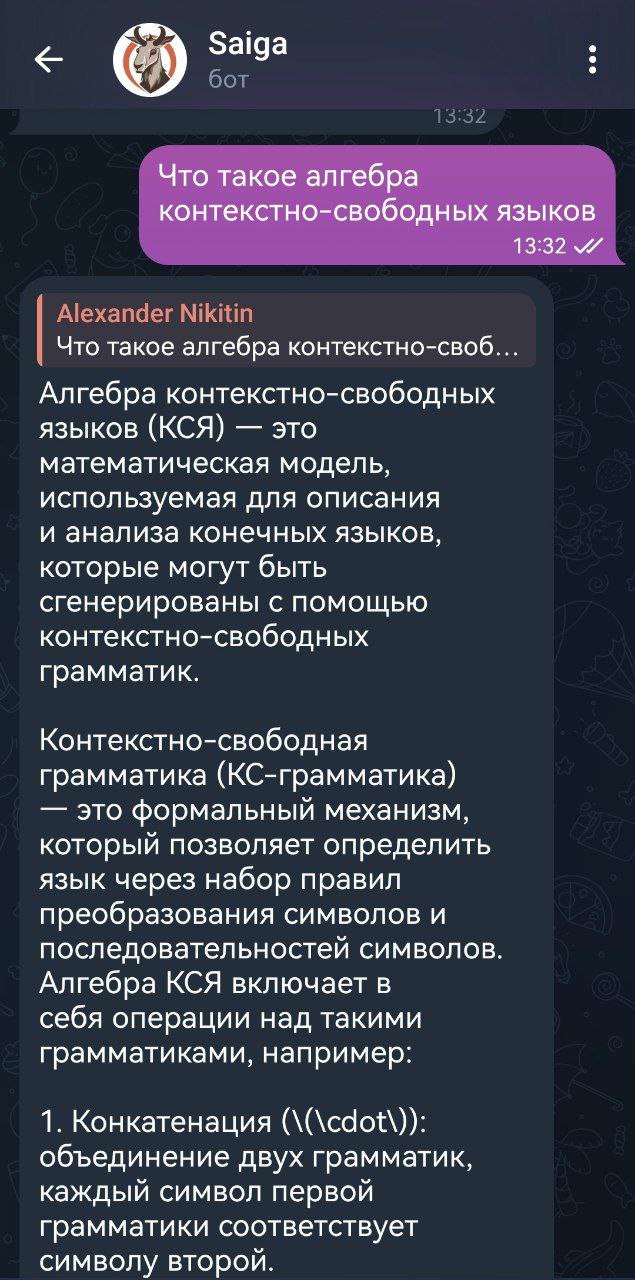 Saiga
бот
13:32
Что такое алгебра
контекстно-свободных языков
13:32
Alexander Nikitin
Что такое алгебра контекстно-своб...
Алгебра контекстно-свободных
языков (КСЯ) — это
математическая модель,
используемая для описания
и анализа конечных языков,
которые могут быть
сгенерированы с помощью
контекстно-свободных
грамматик.
Контекстно-свободная
грамматика (КС-грамматика)
— это формальный механизм,
который позволяет определить
язык через набор правил
преобразования символов и
последовательностей символов.
Алгебра КСЯ включает в
себя операции над такими
грамматиками, например:
1. Конкатенация (\(\cdot\)):
объединение двух грамматик,
каждый символ первой
грамматики соответствует
символу второй.